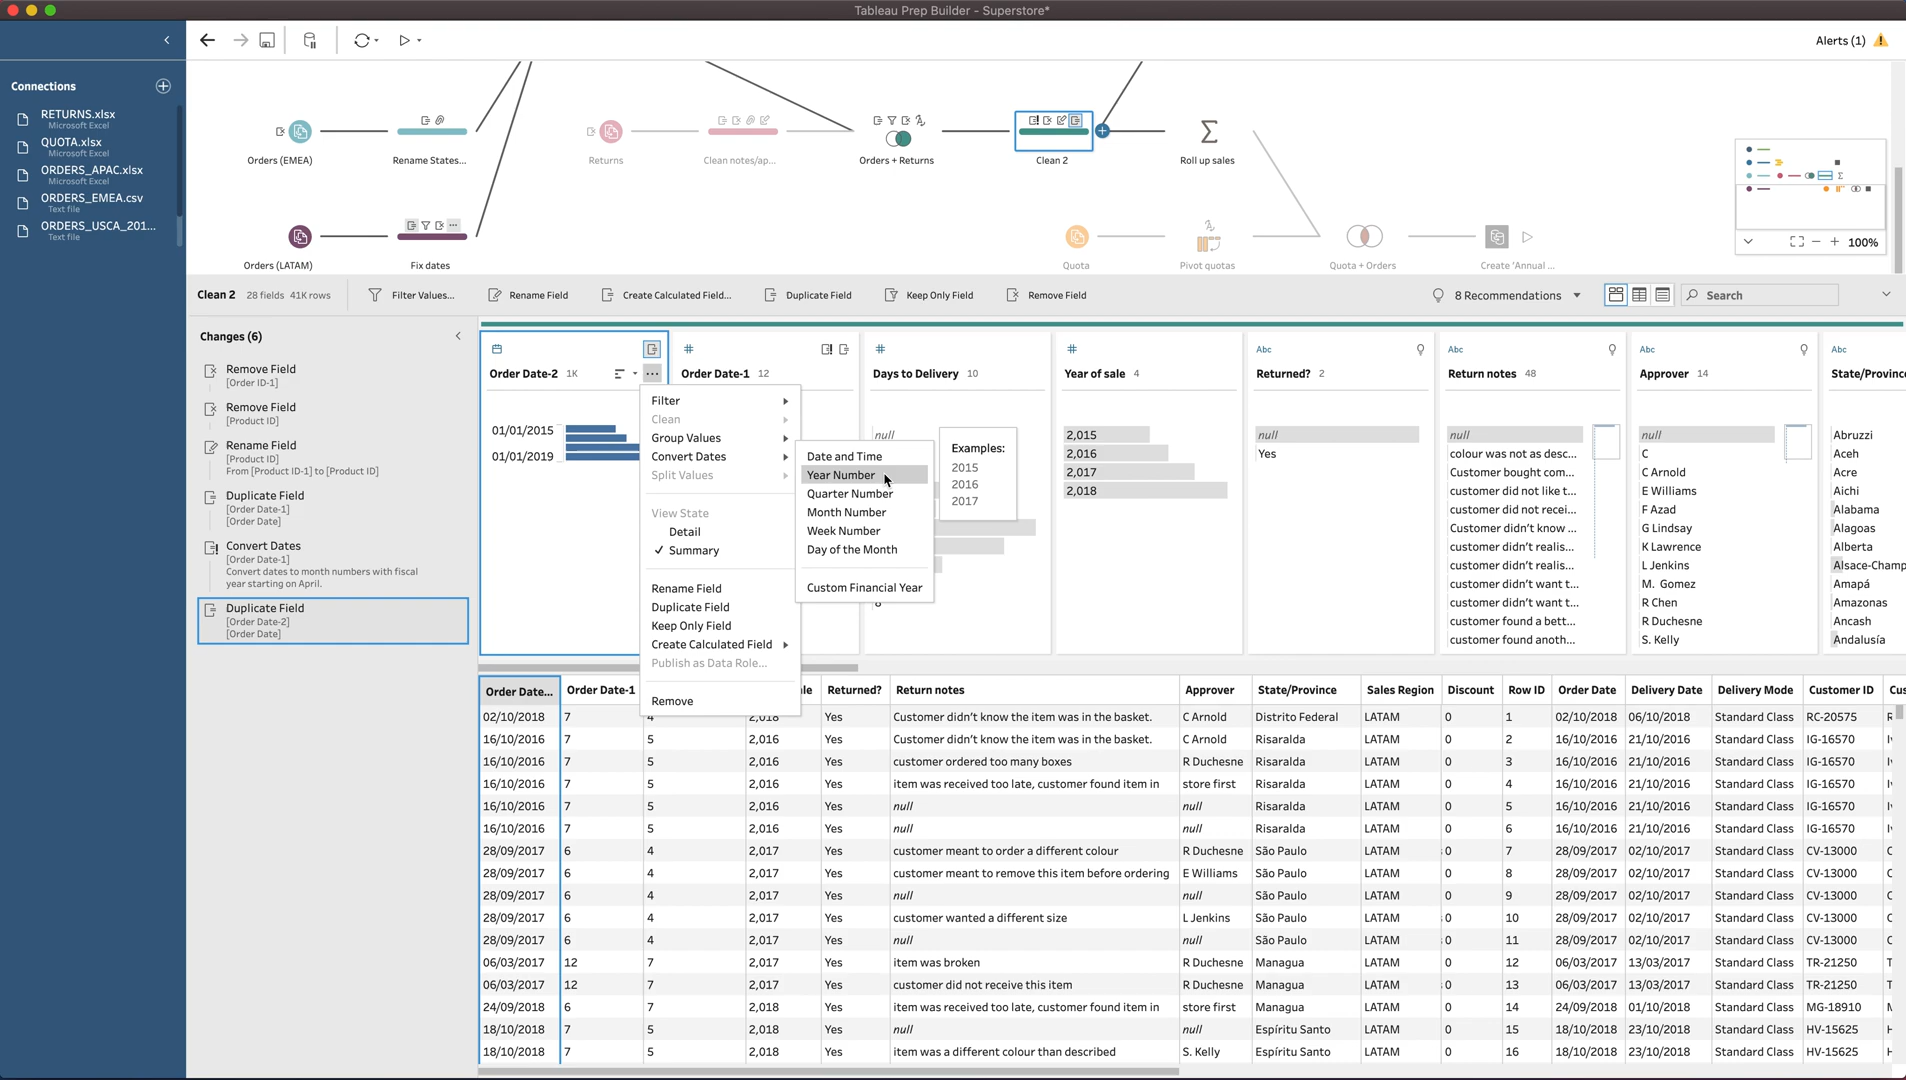 Tableau Prep Builder - Superstore*
Alerts (1)
Connections
RETURNS.xlsx
Microsoft Excel
QUOTA.xlsx
Microsoft Excel
ORDERS_APAC.xlsx
Microsoft Excel
ORDERS_EMEA.csv
Text file
ORDERS_USCA_201...
Text file
Orders (EMEA)
Rename States...
Returns
Clean notes/ap...
Orders + Returns
Clean 2
Roll up sales
Orders (LATAM)
Fix dates
Quota
Pivot quotas
Quota + Orders
Create 'Annual ...
100%
Clean 2 28 fields 41K rows
Filter Values...
Rename Field
Create Calculated Field...
Duplicate Field
Keep Only Field
Remove Field
8 Recommendations
Search
Changes (6)
Remove Field
[Order ID-1]
Remove Field
[Product ID]
Rename Field
From [Product ID-1] to [Product ID]
Duplicate Field
[Order Date-1]
[Order Date]
Convert Dates
[Order Date-1]
Convert dates to month numbers with fiscal
year starting on April.
Duplicate Field
[Order Date-2]
[Order Date]
Order Date-2 1K
01/01/2015
01/01/2019
Order Date-1 12
Days to Delivery 10
null
8
Year of sale 4
2,015
2,016
2,017
2,018
Abc
Returned? 2
null
Yes
Abc
Return notes 48
null
colour was not as desc...
Customer bought com...
customer did not like t...
customer did not recei...
Customer didn't know ...
customer didn't realis...
customer didn't realis...
customer didn't want t...
customer didn't want t...
customer found a bett...
customer found anoth...
Abc
Approver 14
null
C
C Arnold
E Williams
F Azad
G Lindsay
K Lawrence
L Jenkins
M. Gomez
R Chen
R Duchesne
S. Kelly
Abc
State/Province
Abruzzi
Aceh
Acre
Aichi
Alabama
Alagoas
Alberta
Alsace-Champ
Amapá
Amazonas
Ancash
Andalusía
Filter
Clean
Group Values
Convert Dates
Split Values
View State
Detail
✓ Summary
Rename Field
Duplicate Field
Keep Only Field
Create Calculated Field
Publish as Data Role...
Remove
Date and Time
Year Number
Quarter Number
Month Number
Week Number
Day of the Month
Custom Financial Year
Examples:
2015
2016
2017
Order Date... Order Date-1 le Returned? Return notes Approver State/Province Sales Region Discount Row ID Order Date Delivery Date Delivery Mode Customer ID Cus
02/10/2018 7 4 2,018 Yes Customer didn't know the item was in the basket. C Arnold Distrito Federal LATAM 0 1 02/10/2018 06/10/2018 Standard Class RC-20575
16/10/2016 7 5 2,016 Yes Customer didn't know the item was in the basket. C Arnold Risaralda LATAM 0 2 16/10/2016 21/10/2016 Standard Class IG-16570
16/10/2016 7 5 2,016 Yes customer ordered too many boxes R Duchesne Risaralda LATAM 0 3 16/10/2016 21/10/2016 Standard Class IG-16570
16/10/2016 7 5 2,016 Yes item was received too late, customer found item in store first Risaralda LATAM 0 4 16/10/2016 21/10/2016 Standard Class IG-16570
16/10/2016 7 5 2,016 Yes null null Risaralda LATAM 0 5 16/10/2016 21/10/2016 Standard Class IG-16570
16/10/2016 7 5 2,016 Yes null null Risaralda LATAM 0 6 16/10/2016 21/10/2016 Standard Class IG-16570
28/09/2017 6 4 2,017 Yes customer meant to order a different colour R Duchesne São Paulo LATAM 0 7 28/09/2017 02/10/2017 Standard Class CV-13000
28/09/2017 6 4 2,017 Yes customer meant to remove this item before ordering E Williams São Paulo LATAM 0 8 28/09/2017 02/10/2017 Standard Class CV-13000
28/09/2017 6 4 2,017 Yes null null São Paulo LATAM 0 9 28/09/2017 02/10/2017 Standard Class CV-13000
28/09/2017 6 4 2,017 Yes customer wanted a different size L Jenkins São Paulo LATAM 0 10 28/09/2017 02/10/2017 Standard Class CV-13000
28/09/2017 6 4 2,017 Yes null null São Paulo LATAM 0 11 28/09/2017 02/10/2017 Standard Class CV-13000
06/03/2017 12 7 2,017 Yes item was broken R Duchesne Managua LATAM 0 12 06/03/2017 13/03/2017 Standard Class TR-21250
06/03/2017 12 7 2,017 Yes customer did not receive this item R Duchesne Managua LATAM 0 13 06/03/2017 13/03/2017 Standard Class TR-21250
24/09/2018 6 7 2,018 Yes item was received too late, customer found item in store first Managua LATAM 0 14 24/09/2018 01/10/2018 Standard Class MG-18910
18/10/2018 7 5 2,018 Yes null null Espíritu Santo LATAM 0 15 18/10/2018 23/10/2018 Standard Class HV-15625
18/10/2018 7 5 2,018 Yes item was a different colour than described S. Kelly Espíritu Santo LATAM 0 16 18/10/2018 23/10/2018 Standard Class HV-15625